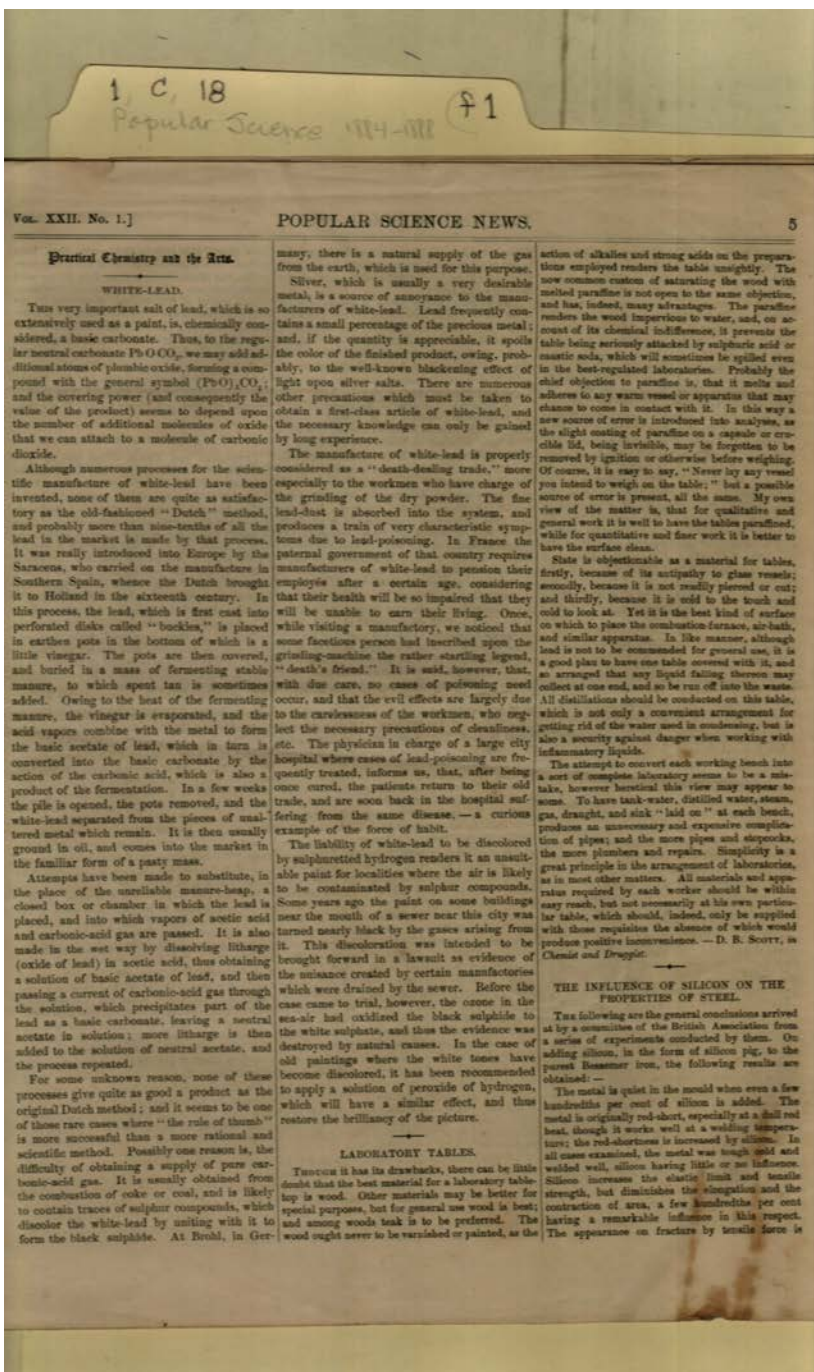 1, C, 18
f1
Popular Science 1884-1888
VOL. XXII. No. 1.]
POPULAR SCIENCE NEWS.
5
Practical Chemistry and the Arts.
WHITE-LEAD.
THIS very important salt of lead, which is so
extensively used as a paint, is, chemically con-
sidered, a basic carbonate. Thus, to the regu-
lar neutral carbonate PbO CO₂, we may add ad-
ditional atoms of plumbic oxide, forming a com-
pound with the general symbol (PbO) CO₂;
and the covering power (and consequently the
value of the product) seems to depend upon
the number of additional molecules of oxide
that we can attach to a molecule of carbonic
dioxide.
Although numerous processes for the scien-
tific manufacture of white-lead have been
invented, none of them are quite as satisfac-
tory as the old-fashioned "Dutch" method,
and probably more than nine-tenths of all the
lead in the market is made by that process.
It was really introduced into Europe by the
Saracens, who carried on the manufacture in
Southern Spain, whence the Dutch brought
it to Holland in the sixteenth century. In
this process, the lead, which is first cast into
perforated disks called "buckles," is placed
in earthen pots in the bottom of which is a
little vinegar. The pots are then covered,
and buried in a mass of fermenting stable
manure, to which spent tan is sometimes
added. Owing to the heat of the fermenting
manure, the vinegar is evaporated, and the
acid vapors combine with the metal to form
the basic acetate of lead, which in turn is
converted into the basic carbonate by the
action of the carbonic acid, which is also a
product of the fermentation. In a few weeks
the pile is opened, the pots removed, and the
white-lead separated from the pieces of unal-
tered metal which remain. It is then usually
ground in oil, and comes into the market in
the familiar form of a pasty mass.
Attempts have been made to substitute, in
the place of the unreliable manure-heap, a
closed box or chamber in which the lead is
placed, and into which vapors of acetic acid
and carbonic-acid gas are passed. It is also
made in the wet way by dissolving litharge
(oxide of lead) in acetic acid, thus obtaining
a solution of basic acetate of lead, and then
passing a current of carbonic-acid gas through
the solution, which precipitates part of the
lead as a basic carbonate, leaving a neutral
acetate in solution; more litharge is then
added to the solution of neutral acetate, and
the process repeated.
For some unknown reason, none of these
processes give quite as good a product as the
original Dutch method; and it seems to be one
of those rare cases where "the rule of thumb"
is more successful than a more rational and
scientific method. Possibly one reason is, the
difficulty of obtaining a supply of pure car-
bonic-acid gas. It is usually obtained from
the combustion of coke or coal, and is likely
to contain traces of sulphur compounds, which
discolor the white-lead by uniting with it to
form the black sulphide. At Brohl, in Ger-
many, there is a natural supply of the gas
from the earth, which is used for this purpose.
Silver, which is usually a very desirable
metal, is a source of annoyance to the manu-
facturers of white-lead. Lead frequently con-
tains a small percentage of the precious metal;
and, if the quantity is appreciable, it spoils
the color of the finished product, owing, prob-
ably, to the well-known blackening effect of
light upon silver salts. There are numerous
other precautions which must be taken to
obtain a first-class article of white-lead, and
the necessary knowledge can only be gained
by long experience.
The manufacture of white-lead is properly
considered as a "death-dealing trade," more
especially to the workmen who have charge of
the grinding of the dry powder. The fine
lead-dust is absorbed into the system, and
produces a train of very characteristic symp-
toms due to lead-poisoning. In France the
paternal government of that country requires
manufacturers of white-lead to pension their
employés after a certain age, considering
that their health will be so impaired that they
will be unable to earn their living. Once,
while visiting a manufactory, we noticed that
some facetious person had inscribed upon the
grinding-machine the rather startling legend,
"death's friend." It is said, however, that,
with due care, no cases of poisoning need
occur, and that the evil effects are largely due
to the carelessness of the workmen, who neg-
lect the necessary precautions of cleanliness,
etc. The physician in charge of a large city
hospital where cases of lead-poisoning are fre-
quently treated, informs us, that, after being
once cured, the patients return to their old
trade, and are soon back in the hospital suf-
fering from the same disease, — a curious
example of the force of habit.
The liability of white-lead to be discolored
by sulphuretted hydrogen renders it an unsuit-
able paint for localities where the air is likely
to be contaminated by sulphur compounds.
Some years ago the paint on some buildings
near the mouth of a sewer near this city was
turned nearly black by the gases arising from
it. This discoloration was intended to be
brought forward in a lawsuit as evidence of
the nuisance created by certain manufactories
which were drained by the sewer. Before the
case came to trial, however, the ozone in the
sea-air had oxidized the black sulphide to
the white sulphate, and thus the evidence was
destroyed by natural causes. In the case of
old paintings where the white tones have
become discolored, it has been recommended
to apply a solution of peroxide of hydrogen,
which will have a similar effect, and thus
restore the brilliancy of the picture.
LABORATORY TABLES.
THOUGH it has its drawbacks, there can be little
doubt that the best material for a laboratory table-
top is wood. Other materials may be better for
special purposes, but for general use wood is best;
and among woods teak is to be preferred. The
wood ought never to be varnished or painted, as the
action of alkalies and strong acids on the prepara-
tions employed renders the table unsightly. The
now common custom of saturating the wood with
melted paraffine is not open to the same objection,
and has, indeed, many advantages. The paraffine
renders the wood impervious to water, and, on ac-
count of its chemical indifference, it prevents the
table being seriously attacked by sulphuric acid or
caustic soda, which will sometimes be spilled even
in the best-regulated laboratories. Probably the
chief objection to paraffine is, that it melts and
adheres to any warm vessel or apparatus that may
chance to come in contact with it. In this way a
new source of error is introduced into analyses, as
the slight coating of paraffine on a capsule or cru-
cible lid, being invisible, may be forgotten to be
removed by ignition or otherwise before weighing.
Of course, it is easy to say, "Never lay any vessel
you intend to weigh on the table;" but a possible
source of error is present, all the same. My own
view of the matter is, that for qualitative and
general work it is well to have the tables paraffined,
while for quantitative and finer work it is better to
have the surface clean.
Slate is objectionable as a material for tables,
firstly, because of its antipathy to glass vessels;
secondly, because it is not readily pierced or cut;
and thirdly, because it is cold to the touch and
cold to look at. Yet it is the best kind of surface
on which to place the combustion-furnace, air-bath,
and similar apparatus. In like manner, although
lead is not to be commended for general use, it is
a good plan to have one table covered with it, and
so arranged that any liquid falling thereon may
collect at one end, and so be run off into the waste.
All distillations should be conducted on this table,
which is not only a convenient arrangement for
getting rid of the water used in condensing, but is
also a security against danger when working with
inflammatory liquids.
The attempt to convert each working bench into
a sort of complete laboratory seems to be a mis-
take, however heretical this view may appear to
some. To have tank-water, distilled water, steam,
gas, draught, and sink "laid on" at each bench,
produces an unnecessary and expensive complica-
tion of pipes; and the more pipes and stopcocks,
the more plumbers and repairs. Simplicity is a
great principle in the arrangement of laboratories,
as in most other matters. All materials and appa-
ratus required by each worker should be within
easy reach, but not necessarily at his own particu-
lar table, which should, indeed, only be supplied
with those requisites the absence of which would
produce positive inconvenience. — D. B. SCOTT, in
Chemist and Druggist.
THE INFLUENCE OF SILICON ON THE
PROPERTIES OF STEEL.
THE following are the general conclusions arrived
at by a committee of the British Association from
a series of experiments conducted by them. On
adding silicon, in the form of silicon pig, to the
purest Bessemer iron, the following results are
obtained: —
The metal is quiet in the mould when even a few
hundredths per cent of silicon is added. The
metal is originally red-short, especially at a dull red
heat, though it works well at a welding tempera-
ture; the red-shortness is increased by silicon. In
all cases examined, the metal was tough cold and
welded well, silicon having little or no influence.
Silicon increases the elastic limit and tensile
strength, but diminishes the elongation and the
contraction of area, a few hundredths per cent
having a remarkable influence in this respect.
The appearance on fracture by tensile force is